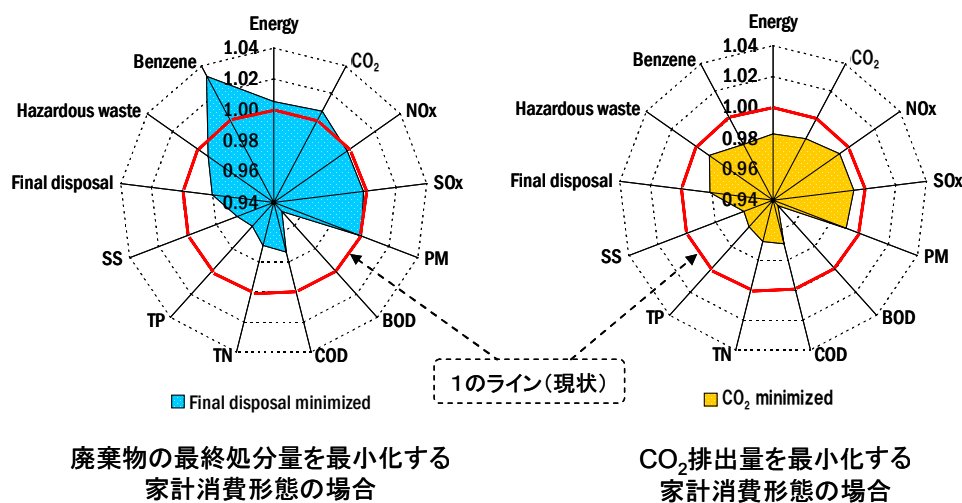 Energy
1.04
1.02
1.00
0.98
0.96
0.94
CO₂
NOx
SOx
PM
BOD
COD
TN
TP
SS
Final disposal
Hazardous waste
Benzene
Final disposal minimized
廃棄物の最終処分量を最小化する
家計消費形態の場合
1のライン(現状)
Energy
1.04
1.02
1.00
0.98
0.96
0.94
CO₂
NOx
SOx
PM
BOD
COD
TN
TP
SS
Final disposal
Hazardous waste
Benzene
CO₂ minimized
CO₂排出量を最小化する
家計消費形態の場合